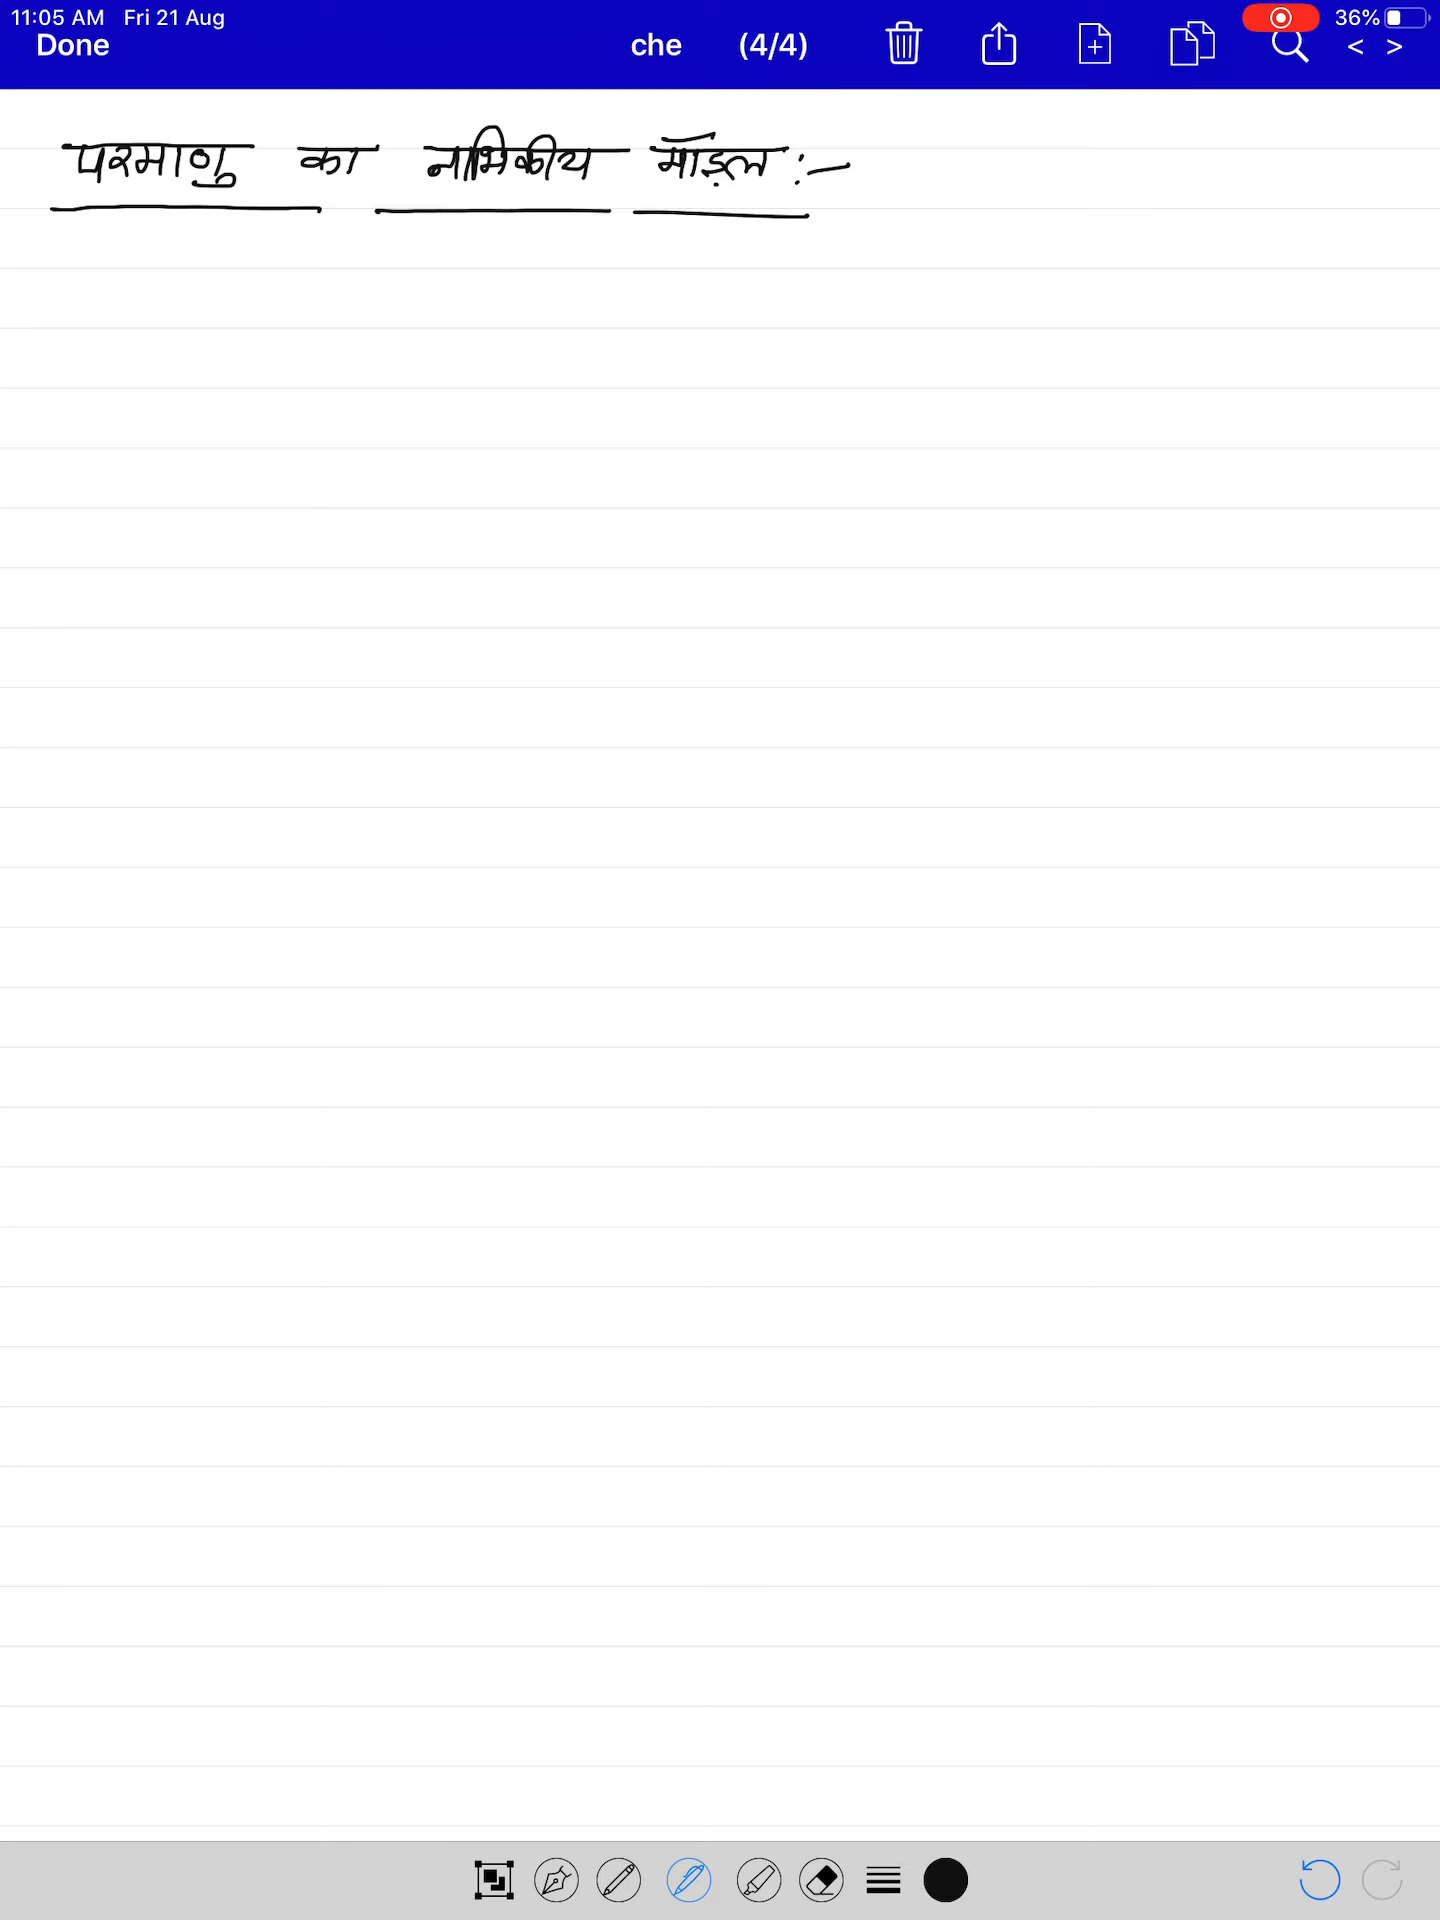 11:05 AM Fri 21 Aug 36%
Done che (4/4) < >
परमाणु का नाभिकीय मॉड़ल :-